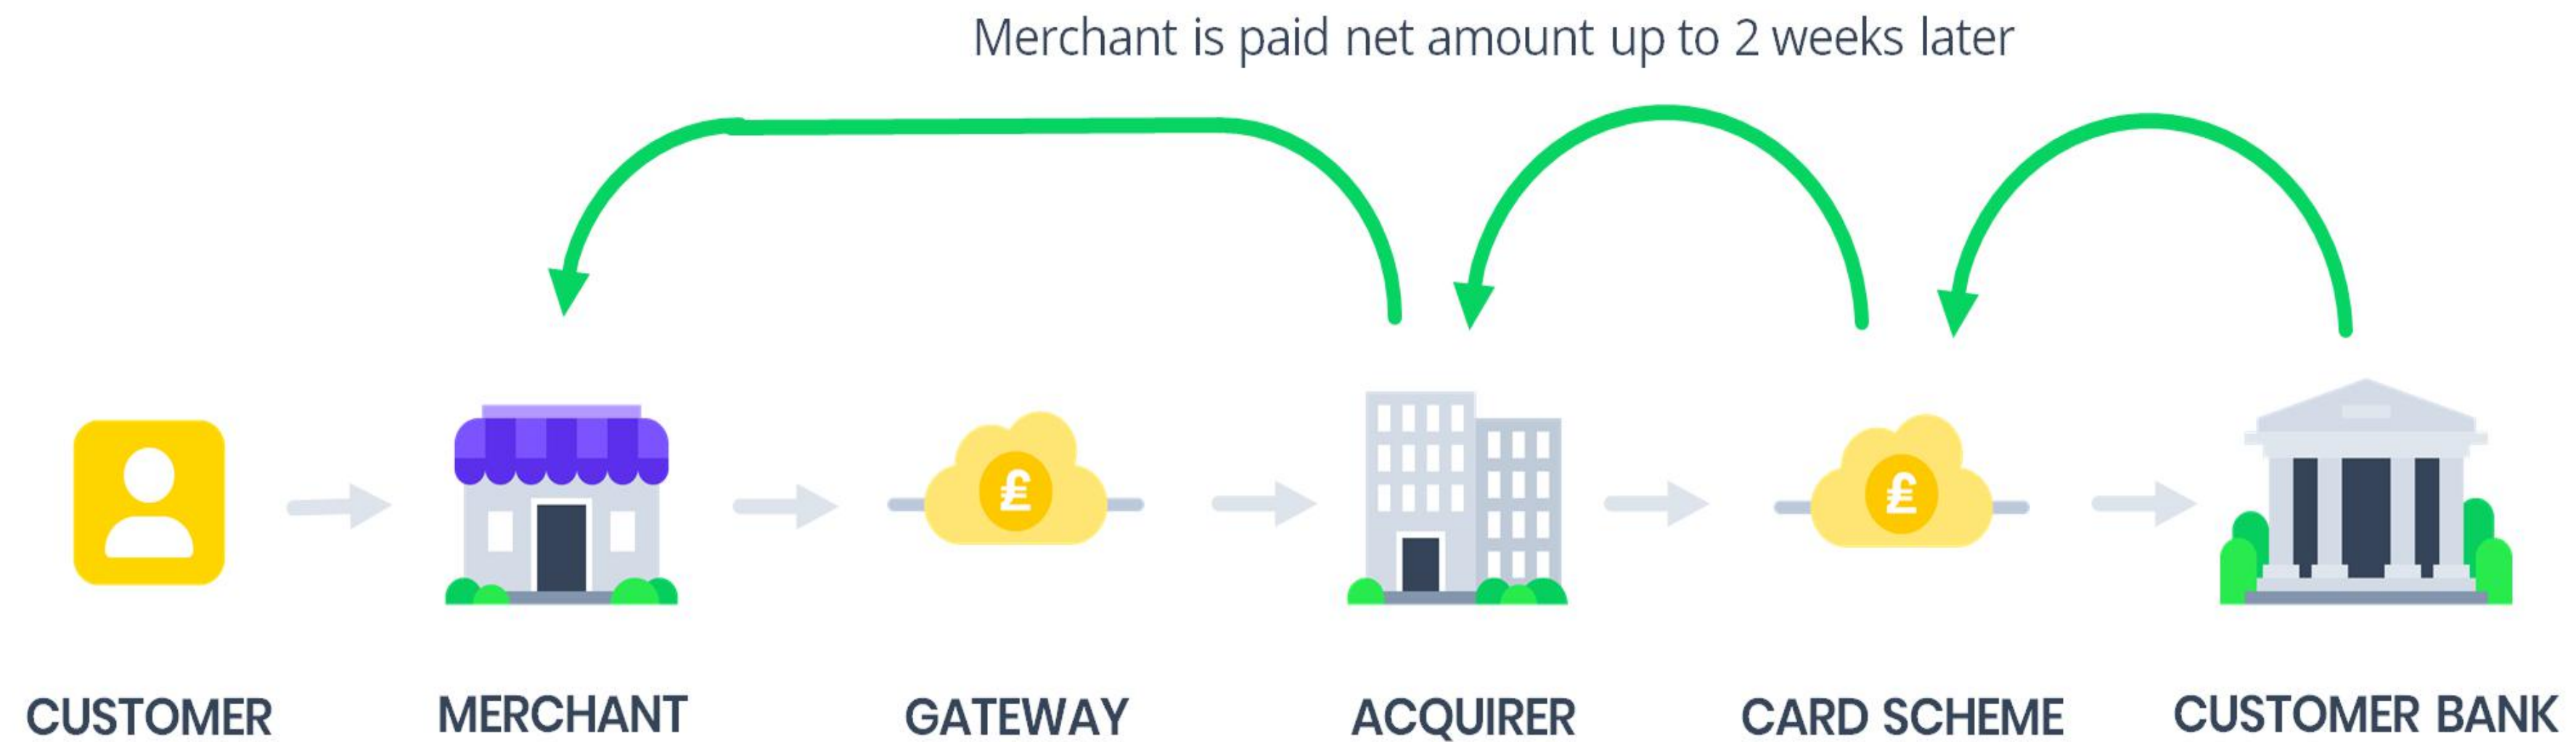 Merchant is paid net amount up to 2 weeks later
£
£
CUSTOMER
MERCHANT
GATEWAY
ACQUIRER
CARD SCHEME
CUSTOMER BANK